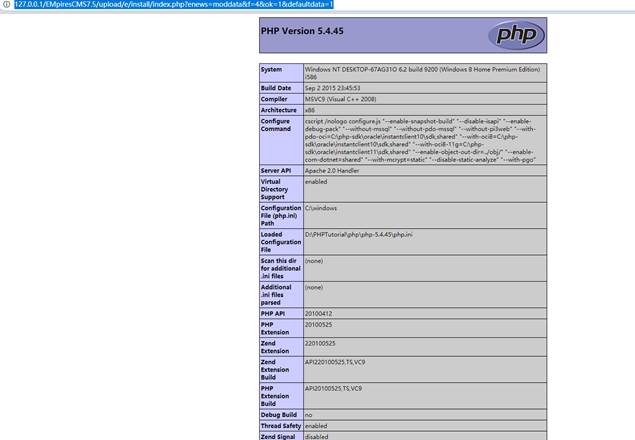 127.0.0.1/EMpiresCMS7.5/upload/e/install/index.php?enews=moddata&f=4&ok=1&defaultdata=1
PHP Version 5.4.45
php
System
Windows NT DESKTOP-67AG31O 6.2 build 9200 (Windows 8 Home Premium Edition)
i586
Build Date
Sep 2 2015 23:45:53
Compiler
MSVC9 (Visual C++ 2008)
Architecture
x86
Configure
Command
cscript /nologo configure.js "--enable-snapshot-build" "--disable-isapi" "--enable-
debug-pack" "--without-mssql" "--without-pdo-mssql" "--without-pi3web" "--with-
pdo-oci=C:\php-sdk\oracle\instantclient10\sdk,shared" "--with-oci8=C:\php-
sdk\oracle\instantclient10\sdk,shared" "--with-oci8-11g=C:\php-
sdk\oracle\instantclient11\sdk,shared" "--enable-object-out-dir=../obj/" "--enable-
com-dotnet=shared" "--with-mcrypt=static" "--disable-static-analyze" "--with-pgo"
Server API
Apache 2.0 Handler
Virtual
Directory
Support
enabled
Configuration
File (php.ini)
Path
C:\windows
Loaded
Configuration
File
D:\PHPTutorial\php\php-5.4.45\php.ini
Scan this dir
for additional
.ini files
(none)
Additional
.ini files
parsed
(none)
PHP API
20100412
PHP
Extension
20100525
Zend
Extension
220100525
Zend
Extension
Build
API220100525,TS,VC9
PHP
Extension
Build
API20100525,TS,VC9
Debug Build
no
Thread Safety
enabled
Zend Signal
disabled